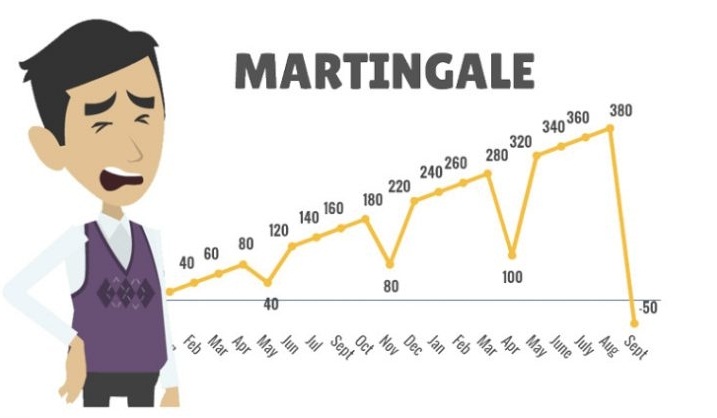 MARTINGALE
40
60
80
40
120
140
160
180
80
220
240
260
280
100
320
340
360
380
-50
Feb
Mar
Apr
May
Jun
Jul
Sept
Oct
Nov
Dec
Jan
Feb
Mar
Apr
May
June
July
Aug
Sept